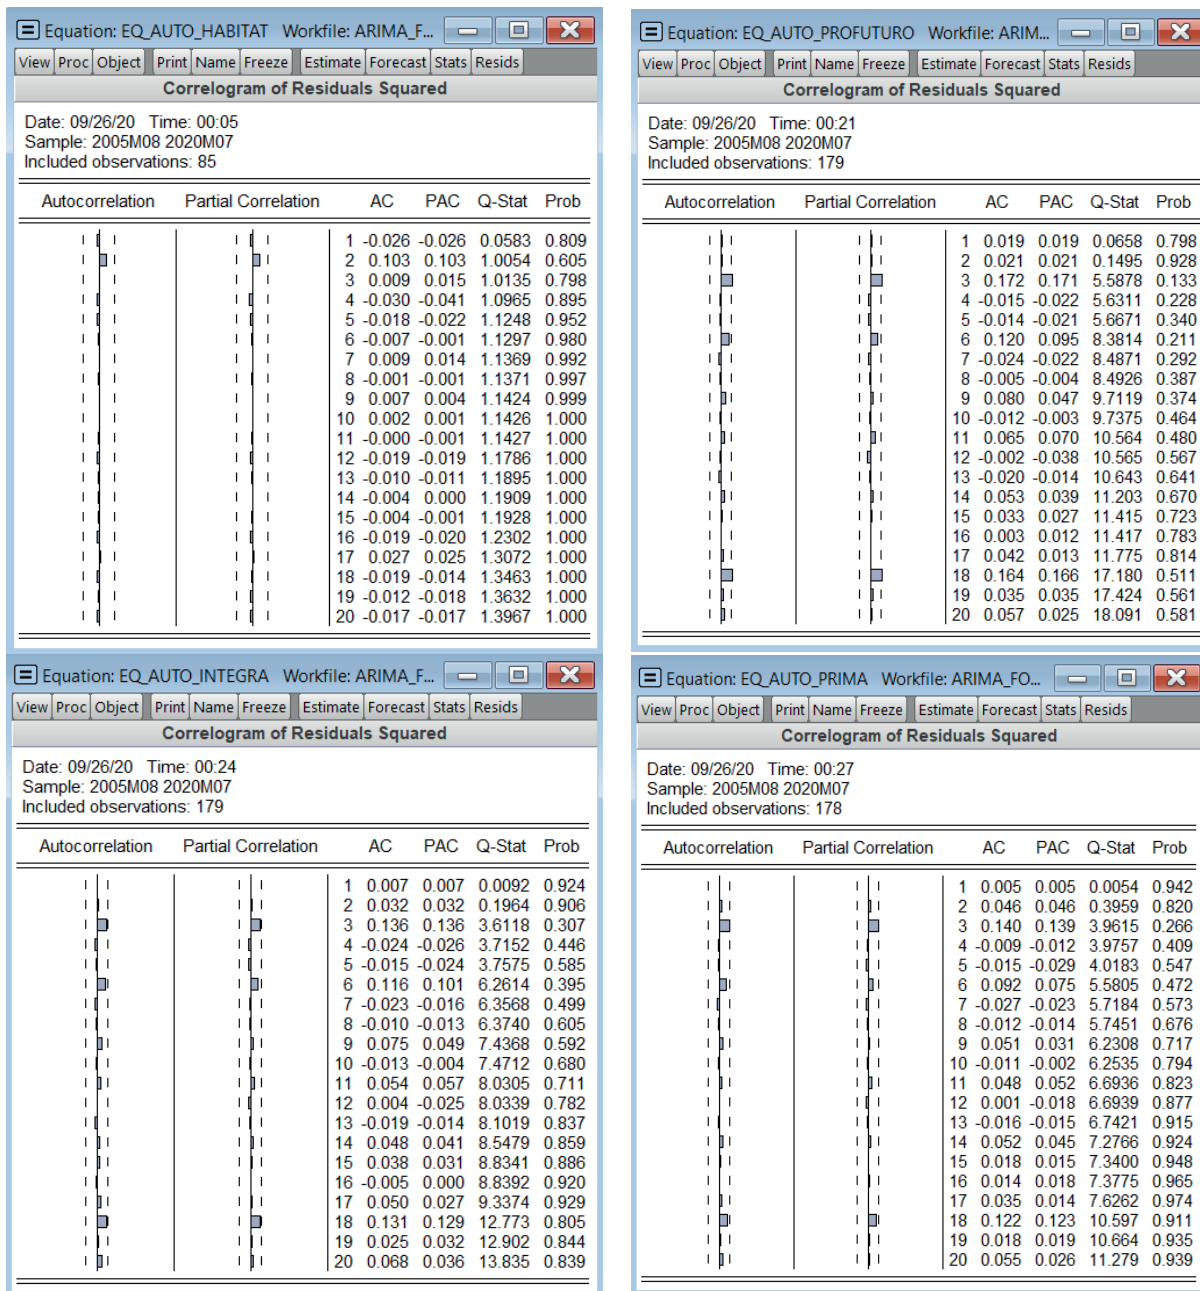 Equation: EQ_AUTO_HABITAT Workfile: ARIMA_F...
View Proc Object Print Name Freeze Estimate Forecast Stats Resids
Correlogram of Residuals Squared
Date: 09/26/20 Time: 00:05
Sample: 2005M08 2020M07
Included observations: 85
Autocorrelation Partial Correlation AC PAC Q-Stat Prob
1 -0.026 -0.026 0.0583 0.809
2 0.103 0.103 1.0054 0.605
3 0.009 0.015 1.0135 0.798
4 -0.030 -0.041 1.0965 0.895
5 -0.018 -0.022 1.1248 0.952
6 -0.007 -0.001 1.1297 0.980
7 0.009 0.014 1.1369 0.992
8 -0.001 -0.001 1.1371 0.997
9 0.007 0.004 1.1424 0.999
10 0.002 0.001 1.1426 1.000
11 -0.000 -0.001 1.1427 1.000
12 -0.019 -0.019 1.1786 1.000
13 -0.010 -0.011 1.1895 1.000
14 -0.004 0.000 1.1909 1.000
15 -0.004 -0.001 1.1928 1.000
16 -0.019 -0.020 1.2302 1.000
17 0.027 0.025 1.3072 1.000
18 -0.019 -0.014 1.3463 1.000
19 -0.012 -0.018 1.3632 1.000
20 -0.017 -0.017 1.3967 1.000
Equation: EQ_AUTO_PROFUTURO Workfile: ARIM...
View Proc Object Print Name Freeze Estimate Forecast Stats Resids
Correlogram of Residuals Squared
Date: 09/26/20 Time: 00:21
Sample: 2005M08 2020M07
Included observations: 179
Autocorrelation Partial Correlation AC PAC Q-Stat Prob
1 0.019 0.019 0.0658 0.798
2 0.021 0.021 0.1495 0.928
3 0.172 0.171 5.5878 0.133
4 -0.015 -0.022 5.6311 0.228
5 -0.014 -0.021 5.6671 0.340
6 0.120 0.095 8.3814 0.211
7 -0.024 -0.022 8.4871 0.292
8 -0.005 -0.004 8.4926 0.387
9 0.080 0.047 9.7119 0.374
10 -0.012 -0.003 9.7375 0.464
11 0.065 0.070 10.564 0.480
12 -0.002 -0.038 10.565 0.567
13 -0.020 -0.014 10.643 0.641
14 0.053 0.039 11.203 0.670
15 0.033 0.027 11.415 0.723
16 0.003 0.012 11.417 0.783
17 0.042 0.013 11.775 0.814
18 0.164 0.166 17.180 0.511
19 0.035 0.035 17.424 0.561
20 0.057 0.025 18.091 0.581
Equation: EQ_AUTO_INTEGRA Workfile: ARIMA_F...
View Proc Object Print Name Freeze Estimate Forecast Stats Resids
Correlogram of Residuals Squared
Date: 09/26/20 Time: 00:24
Sample: 2005M08 2020M07
Included observations: 179
Autocorrelation Partial Correlation AC PAC Q-Stat Prob
1 0.007 0.007 0.0092 0.924
2 0.032 0.032 0.1964 0.906
3 0.136 0.136 3.6118 0.307
4 -0.024 -0.026 3.7152 0.446
5 -0.015 -0.024 3.7575 0.585
6 0.116 0.101 6.2614 0.395
7 -0.023 -0.016 6.3568 0.499
8 -0.010 -0.013 6.3740 0.605
9 0.075 0.049 7.4368 0.592
10 -0.013 -0.004 7.4712 0.680
11 0.054 0.057 8.0305 0.711
12 0.004 -0.025 8.0339 0.782
13 -0.019 -0.014 8.1019 0.837
14 0.048 0.041 8.5479 0.859
15 0.038 0.031 8.8341 0.886
16 -0.005 0.000 8.8392 0.920
17 0.050 0.027 9.3374 0.929
18 0.131 0.129 12.773 0.805
19 0.025 0.032 12.902 0.844
20 0.068 0.036 13.835 0.839
Equation: EQ_AUTO_PRIMA Workfile: ARIMA_FO...
View Proc Object Print Name Freeze Estimate Forecast Stats Resids
Correlogram of Residuals Squared
Date: 09/26/20 Time: 00:27
Sample: 2005M08 2020M07
Included observations: 178
Autocorrelation Partial Correlation AC PAC Q-Stat Prob
1 0.005 0.005 0.0054 0.942
2 0.046 0.046 0.3959 0.820
3 0.140 0.139 3.9615 0.266
4 -0.009 -0.012 3.9757 0.409
5 -0.015 -0.029 4.0183 0.547
6 0.092 0.075 5.5805 0.472
7 -0.027 -0.023 5.7184 0.573
8 -0.012 -0.014 5.7451 0.676
9 0.051 0.031 6.2308 0.717
10 -0.011 -0.002 6.2535 0.794
11 0.048 0.052 6.6936 0.823
12 0.001 -0.018 6.6939 0.877
13 -0.016 -0.015 6.7421 0.915
14 0.052 0.045 7.2766 0.924
15 0.018 0.015 7.3400 0.948
16 0.014 0.018 7.3775 0.965
17 0.035 0.014 7.6262 0.974
18 0.122 0.123 10.597 0.911
19 0.018 0.019 10.664 0.935
20 0.055 0.026 11.279 0.939